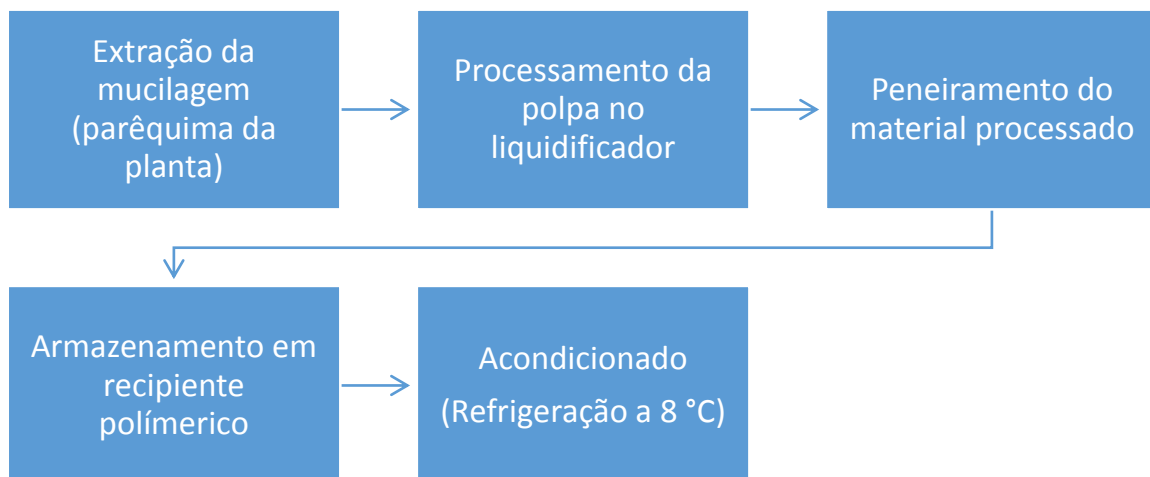 Extração da
mucilagem
(parêquima da
planta)
Processamento da
polpa no
liquidificador
Peneiramento do
material processado
Armazenamento em
recipiente
polímerico
Acondicionado
(Refrigeração a 8 °C)